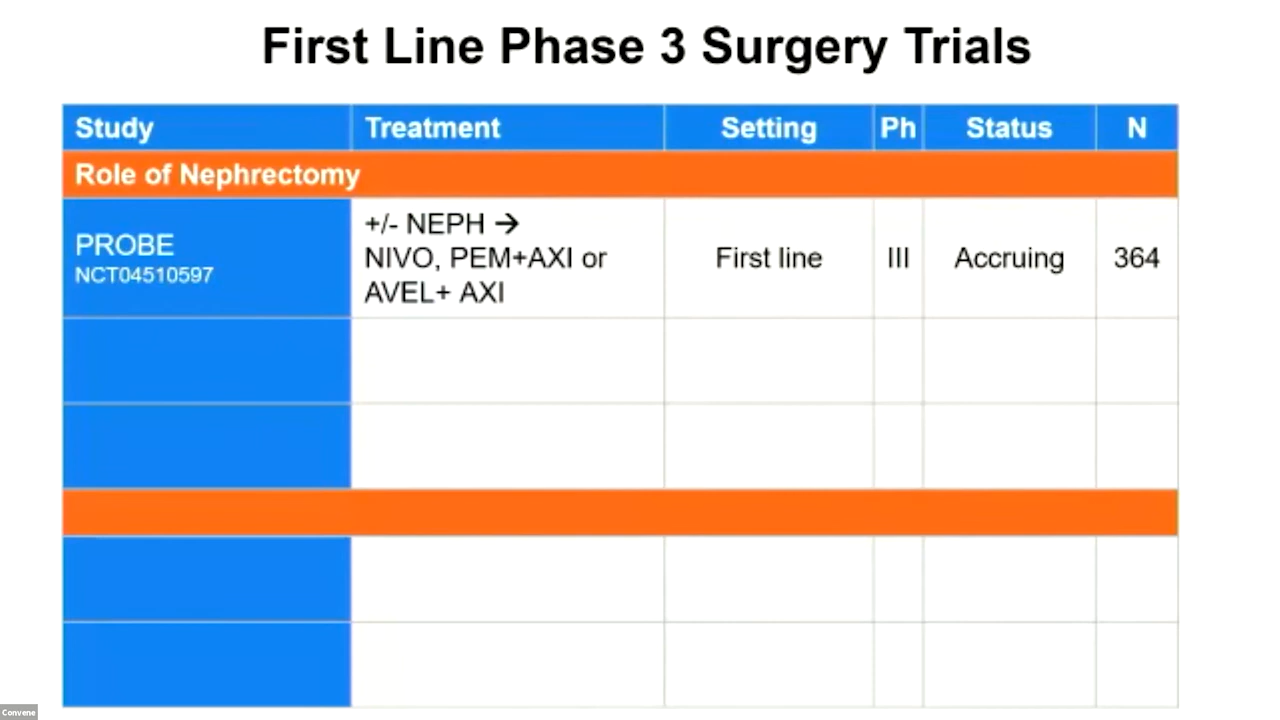 First Line Phase 3 Surgery Trials
Study Treatment Setting Ph Status N
Role of Nephrectomy
PROBE
NCT04510597
+/- NEPH →
NIVO, PEM+AXI or
AVEL+ AXI
First line
III
Accruing
364
Convene